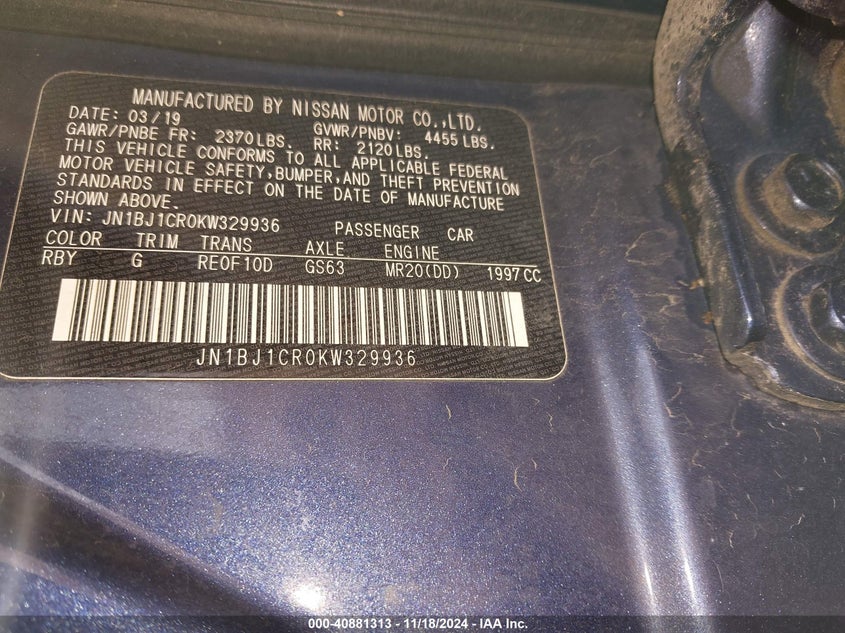 MANUFACTURED BY NISSAN MOTOR CO.,LTD.
DATE: 03/19 GVWR/PNBV: 4455 LBS.
GAWR/PNBE FR: 2370LBS. RR: 2120LBS.
THIS VEHICLE CONFORMS TO ALL APPLICABLE FEDERAL
MOTOR VEHICLE SAFETY,BUMPER,AND THEFT PREVENTION
STANDARDS IN EFFECT ON THE DATE OF MANUFACTURE
SHOWN ABOVE.
VIN: JN1BJ1CR0KW329936 PASSENGER CAR
COLOR TRIM TRANS AXLE ENGINE
RBY G RE0F10D GS63 MR20(DD) 1997CC
JN1BJ1CR0KW329936
000-40881313 - 11/18/2024 - IAA Inc.